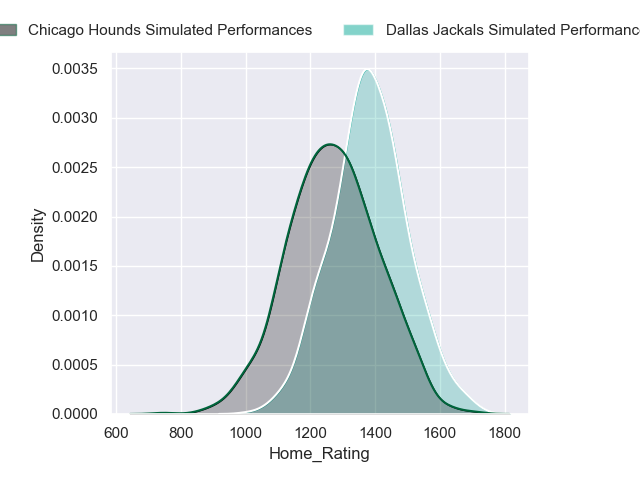 Chicago Hounds Simulated Performances Dallas Jackals Simulated Performanc
0.0035
0.0030
0.0025
0.0020
0.0015
0.0010
0.0005
0.0000
Density
600 800 1000 1200 1400 1600 1800
Home_Rating